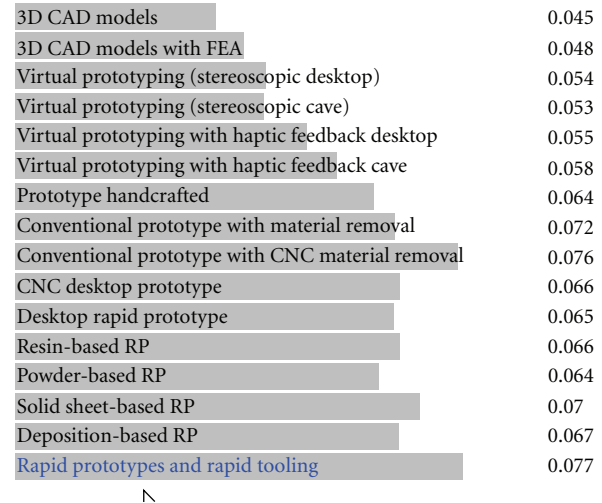 3D CAD models 0.045
3D CAD models with FEA 0.048
Virtual prototyping (stereoscopic desktop) 0.054
Virtual prototyping (stereoscopic cave) 0.053
Virtual prototyping with haptic feedback desktop 0.055
Virtual prototyping with haptic feedback cave 0.058
Prototype handcrafted 0.064
Conventional prototype with material removal 0.072
Conventional prototype with CNC material removal 0.076
CNC desktop prototype 0.066
Desktop rapid prototype 0.065
Resin-based RP 0.066
Powder-based RP 0.064
Solid sheet-based RP 0.07
Deposition-based RP 0.067
Rapid prototypes and rapid tooling 0.077